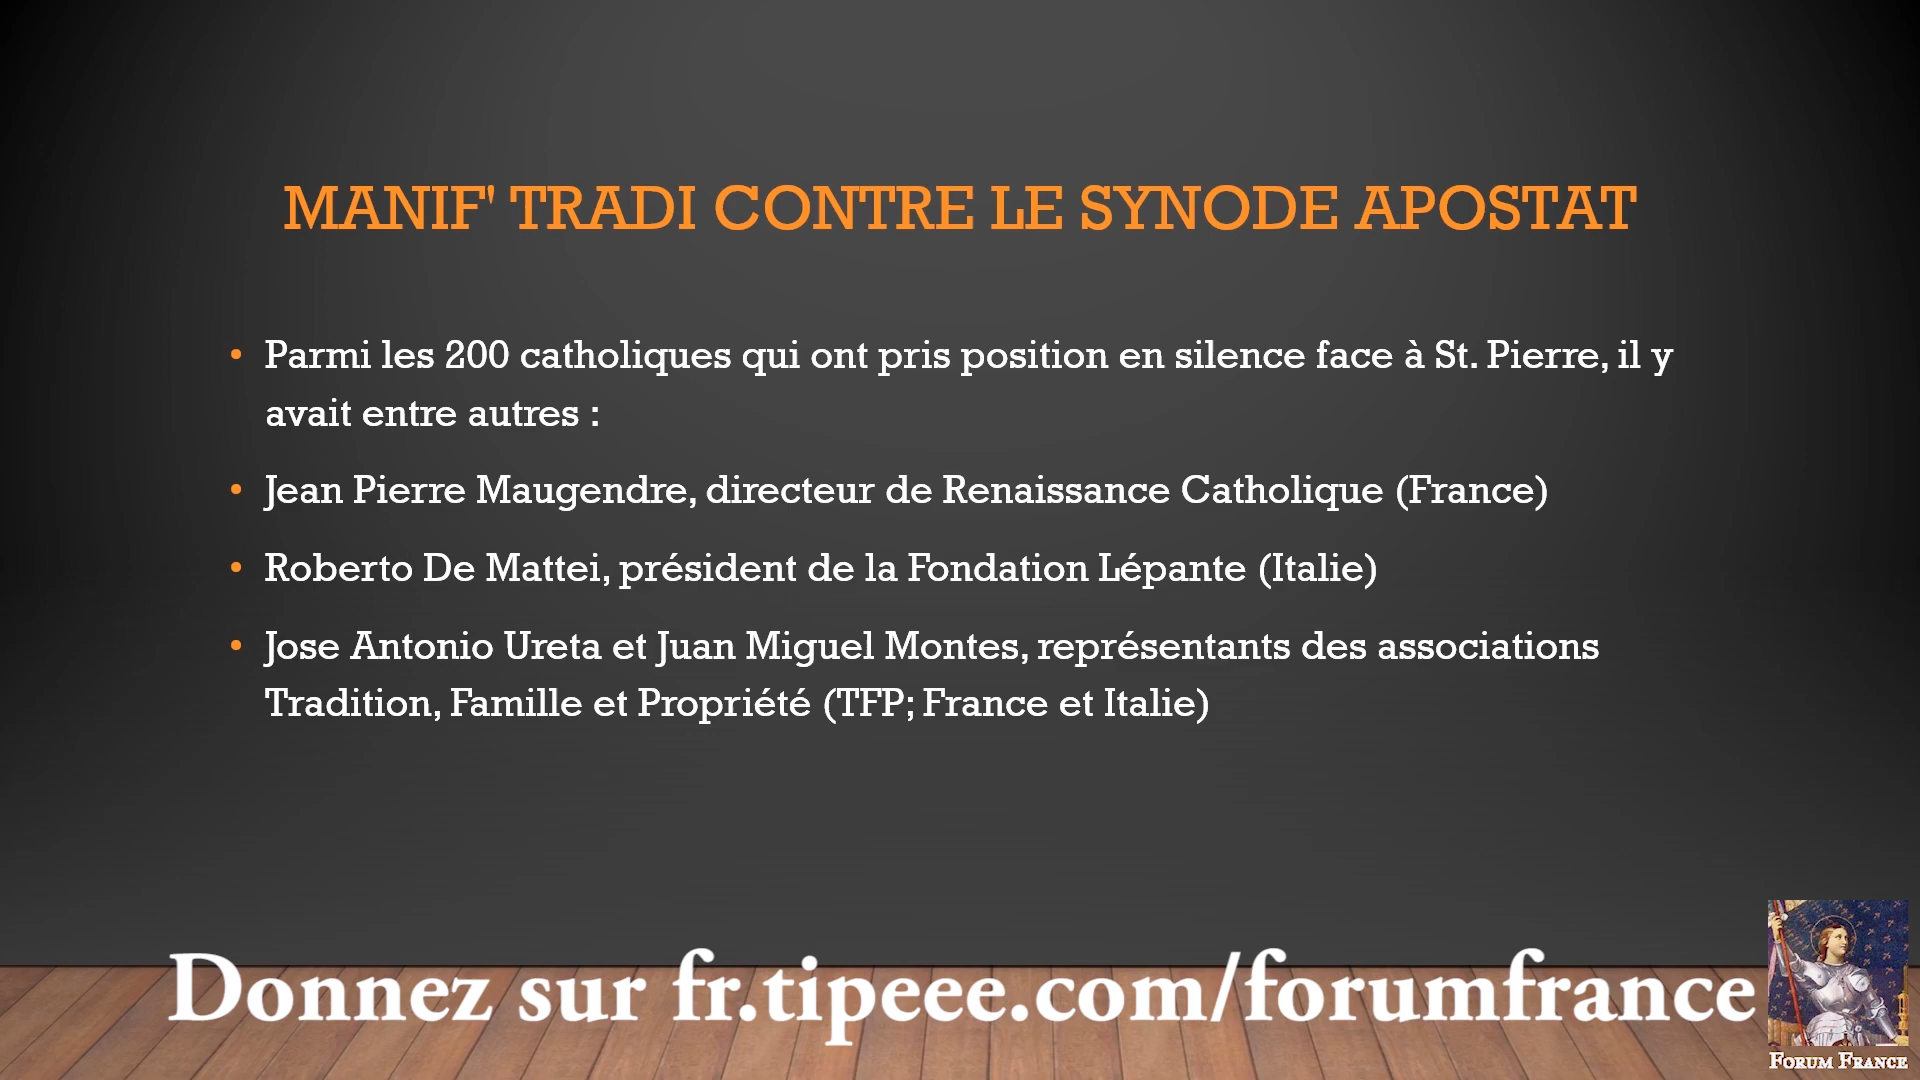 MANIF' TRADI CONTRE LE SYNODE APOSTAT
• Parmi les 200 catholiques qui ont pris position en silence face à St. Pierre, il y
avait entre autres :
• Jean Pierre Maugendre, directeur de Renaissance Catholique (France)
• Roberto De Mattei, président de la Fondation Lépante (Italie)
• Jose Antonio Ureta et Juan Miguel Montes, représentants des associations
Tradition, Famille et Propriété (TFP; France et Italie)
Donnez sur fr.tipeee.com/forumfrance
FORUM FRANCE